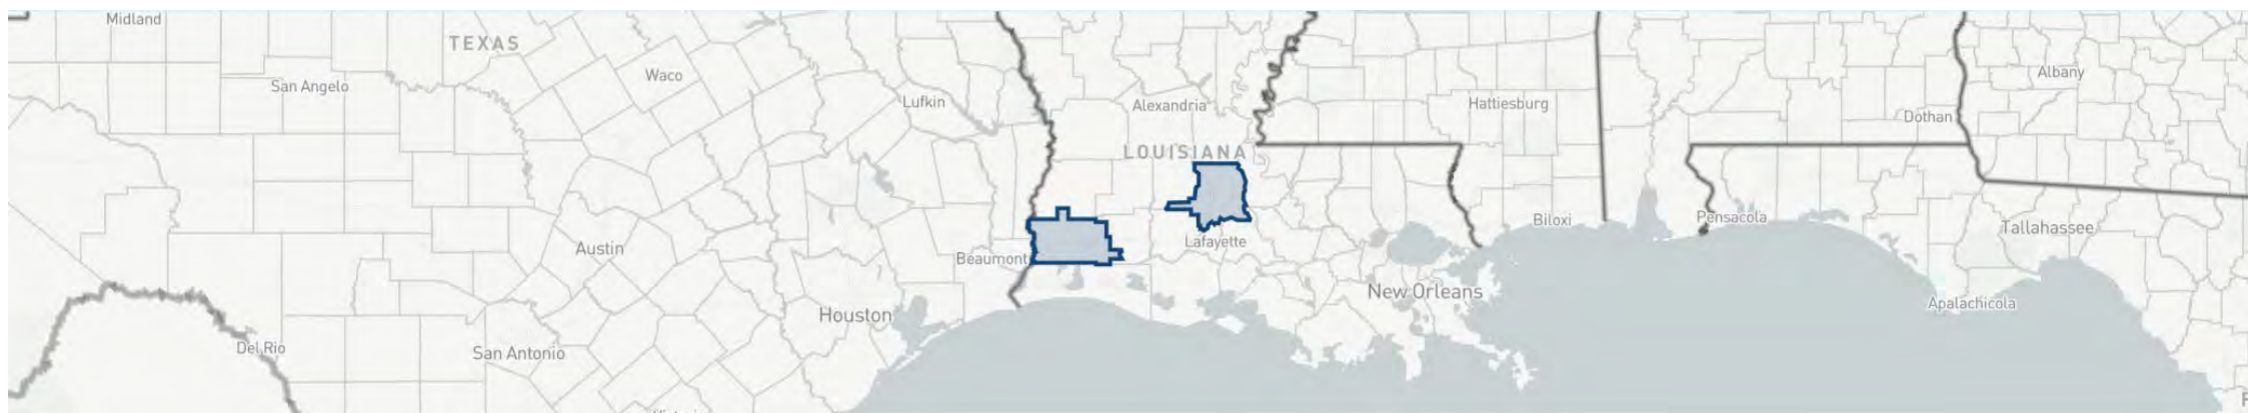 Midland
TEXAS
Waco
San Angelo
Lufkin
Alexandria
Hattiesburg
Albany
Dothan
LOUISIANA
Biloxi
Pensacola
Tallahassee
Austin
Beaumont
Lafayette
New Orleans
Apalachicola
Houston
Del Rio
San Antonio